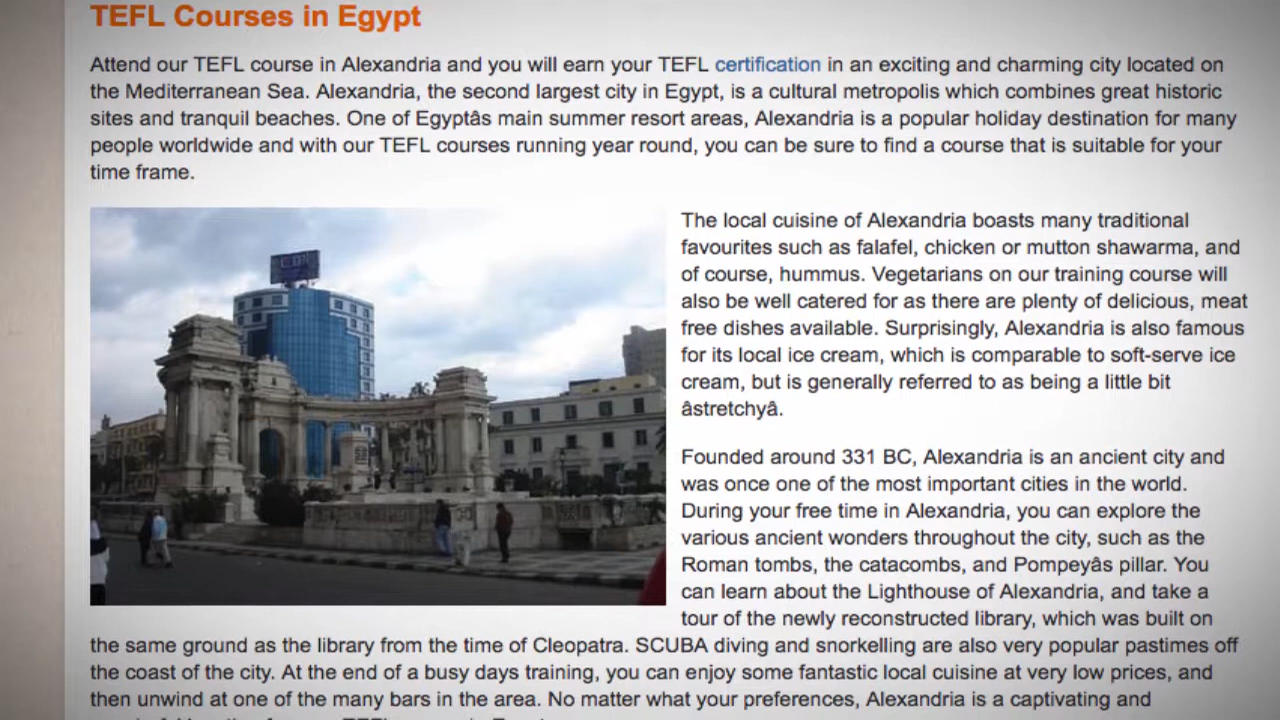 TEFL Courses in Egypt
Attend our TEFL course in Alexandria and you will earn your TEFL certification in an exciting and charming city located on
the Mediterranean Sea. Alexandria, the second largest city in Egypt, is a cultural metropolis which combines great historic
sites and tranquil beaches. One of Egyptâs main summer resort areas, Alexandria is a popular holiday destination for many
people worldwide and with our TEFL courses running year round, you can be sure to find a course that is suitable for your
time frame.
The local cuisine of Alexandria boasts many traditional
favourites such as falafel, chicken or mutton shawarma, and
of course, hummus. Vegetarians on our training course will
also be well catered for as there are plenty of delicious, meat
free dishes available. Surprisingly, Alexandria is also famous
for its local ice cream, which is comparable to soft-serve ice
cream, but is generally referred to as being a little bit
âstretchyâ.
Founded around 331 BC, Alexandria is an ancient city and
was once one of the most important cities in the world.
During your free time in Alexandria, you can explore the
various ancient wonders throughout the city, such as the
Roman tombs, the catacombs, and Pompeyâs pillar. You
can learn about the Lighthouse of Alexandria, and take a
tour of the newly reconstructed library, which was built on
the same ground as the library from the time of Cleopatra. SCUBA diving and snorkelling are also very popular pastimes off
the coast of the city. At the end of a busy days training, you can enjoy some fantastic local cuisine at very low prices, and
then unwind at one of the many bars in the area. No matter what your preferences, Alexandria is a captivating and